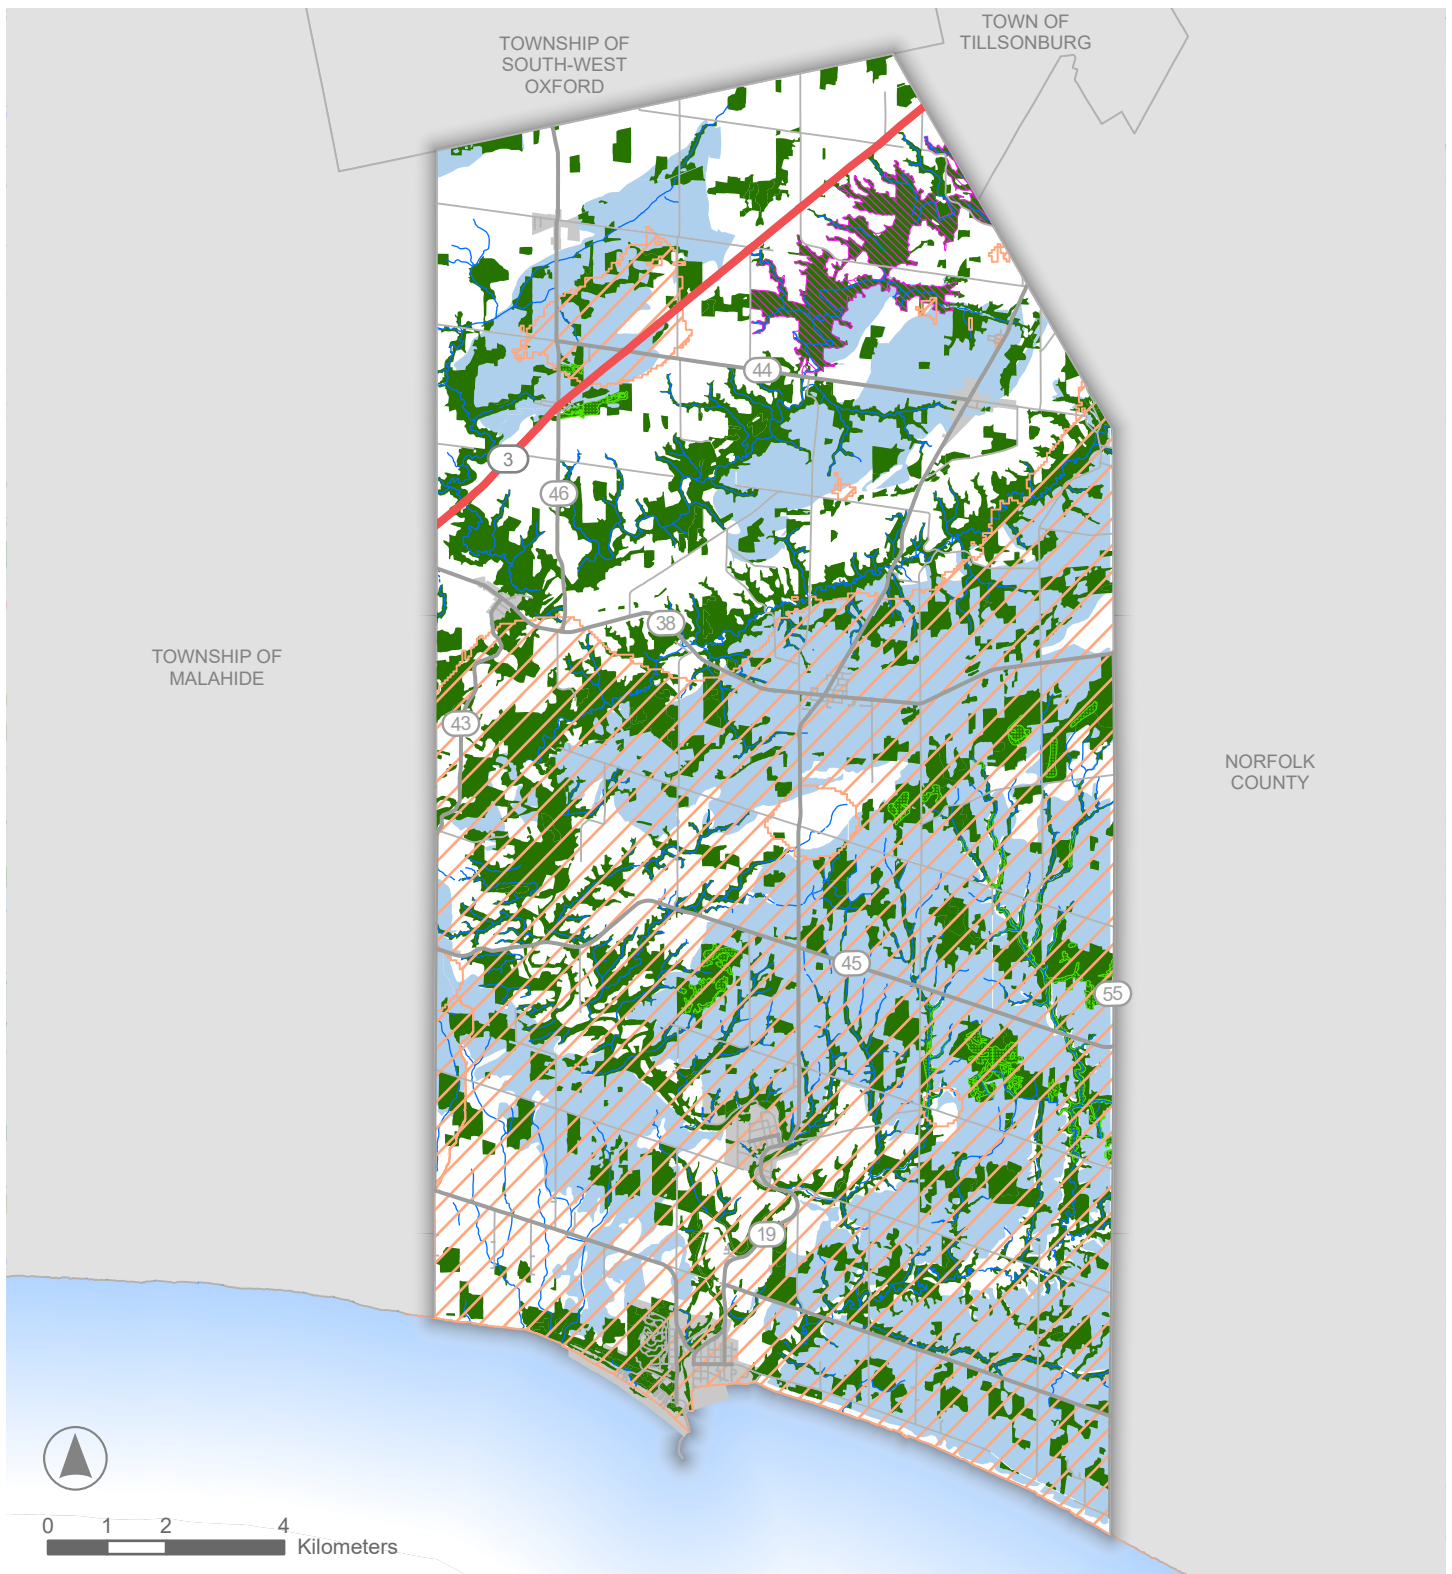 TOWN OF
TILLSONBURG
TOWNSHIP OF
SOUTH-WEST
OXFORD
44
3
46
38
TOWNSHIP OF
MALAHIDE
43
NORFOLK
COUNTY
45
55
19
0 1 2 4
Kilometers